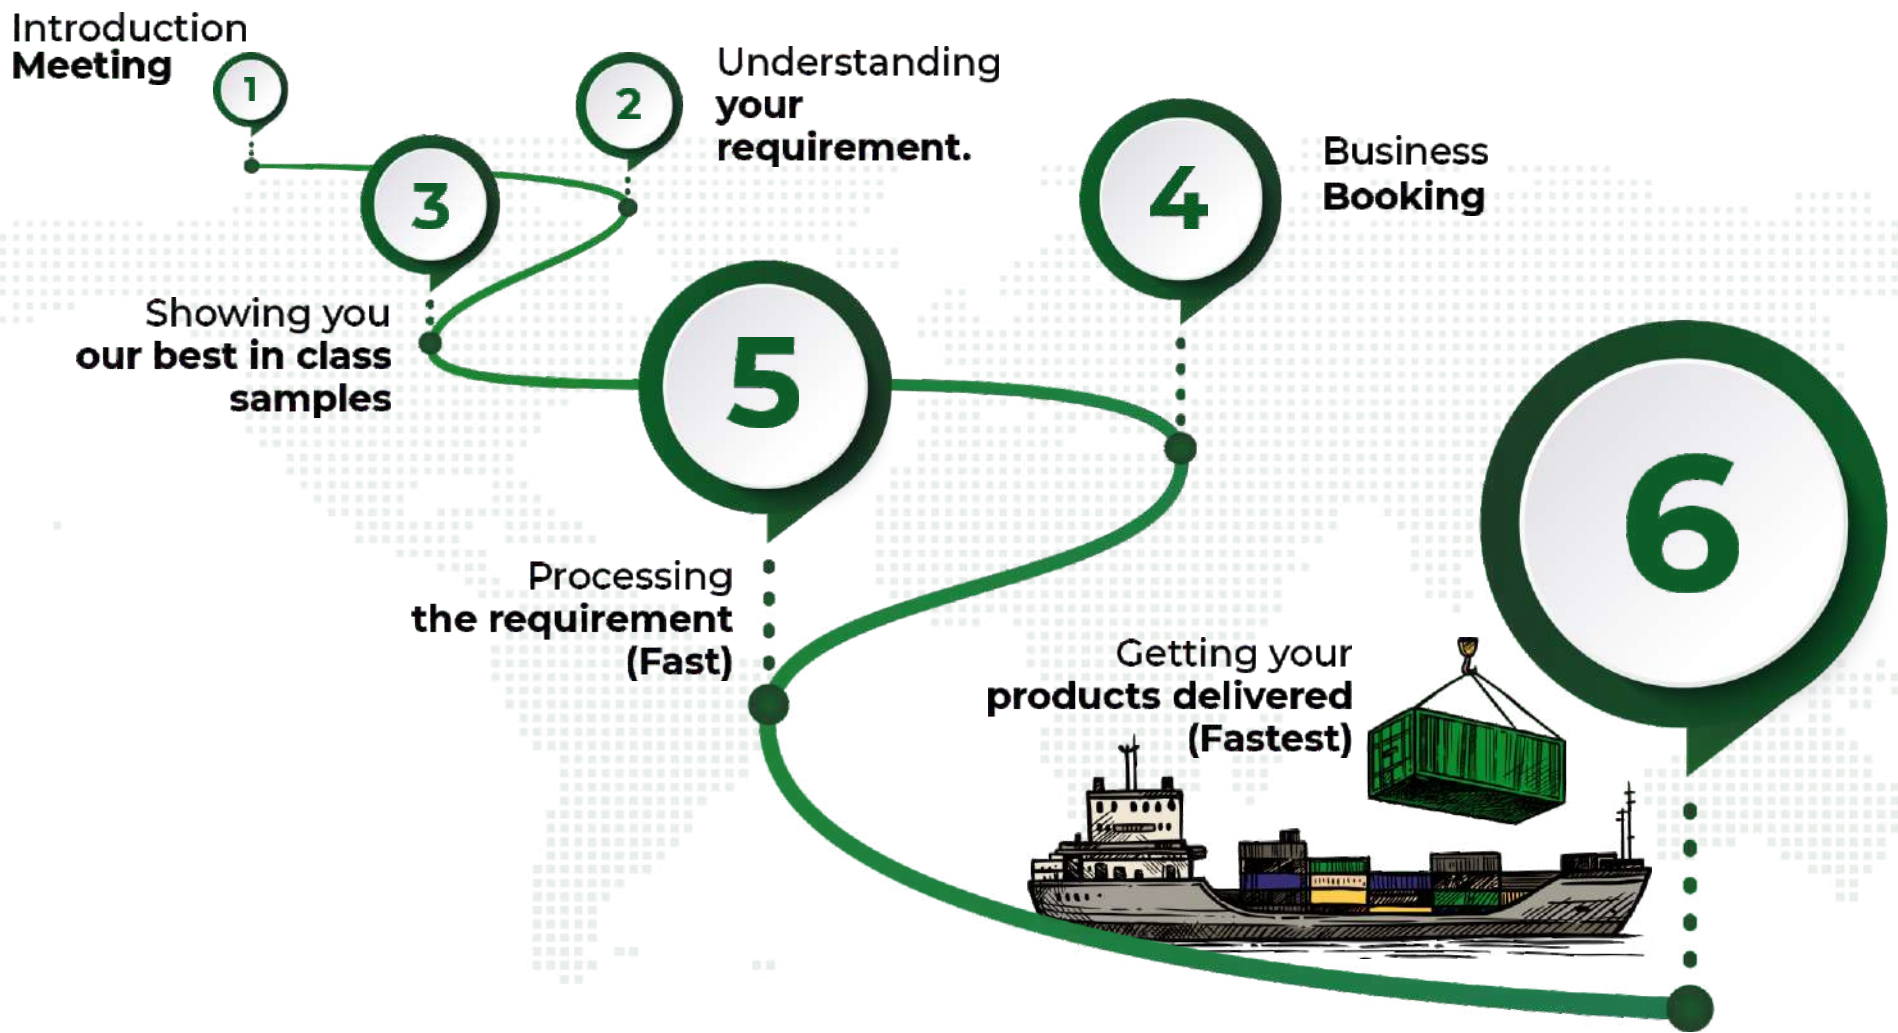 Introduction
Meeting
1
2
Understanding
your
requirement.
3
Showing you
our best in class
samples
4
Business
Booking
5
Processing
the requirement
(Fast)
6
Getting your
products delivered
(Fastest)